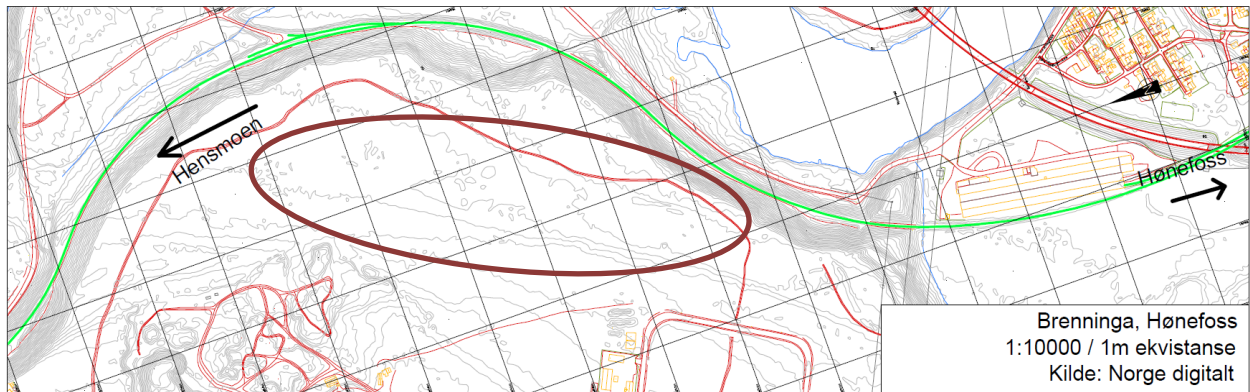 Hensmoen
N
Hønefoss
Brenninga, Hønefoss
1:10000 / 1m ekvistanse
Kilde: Norge digitalt